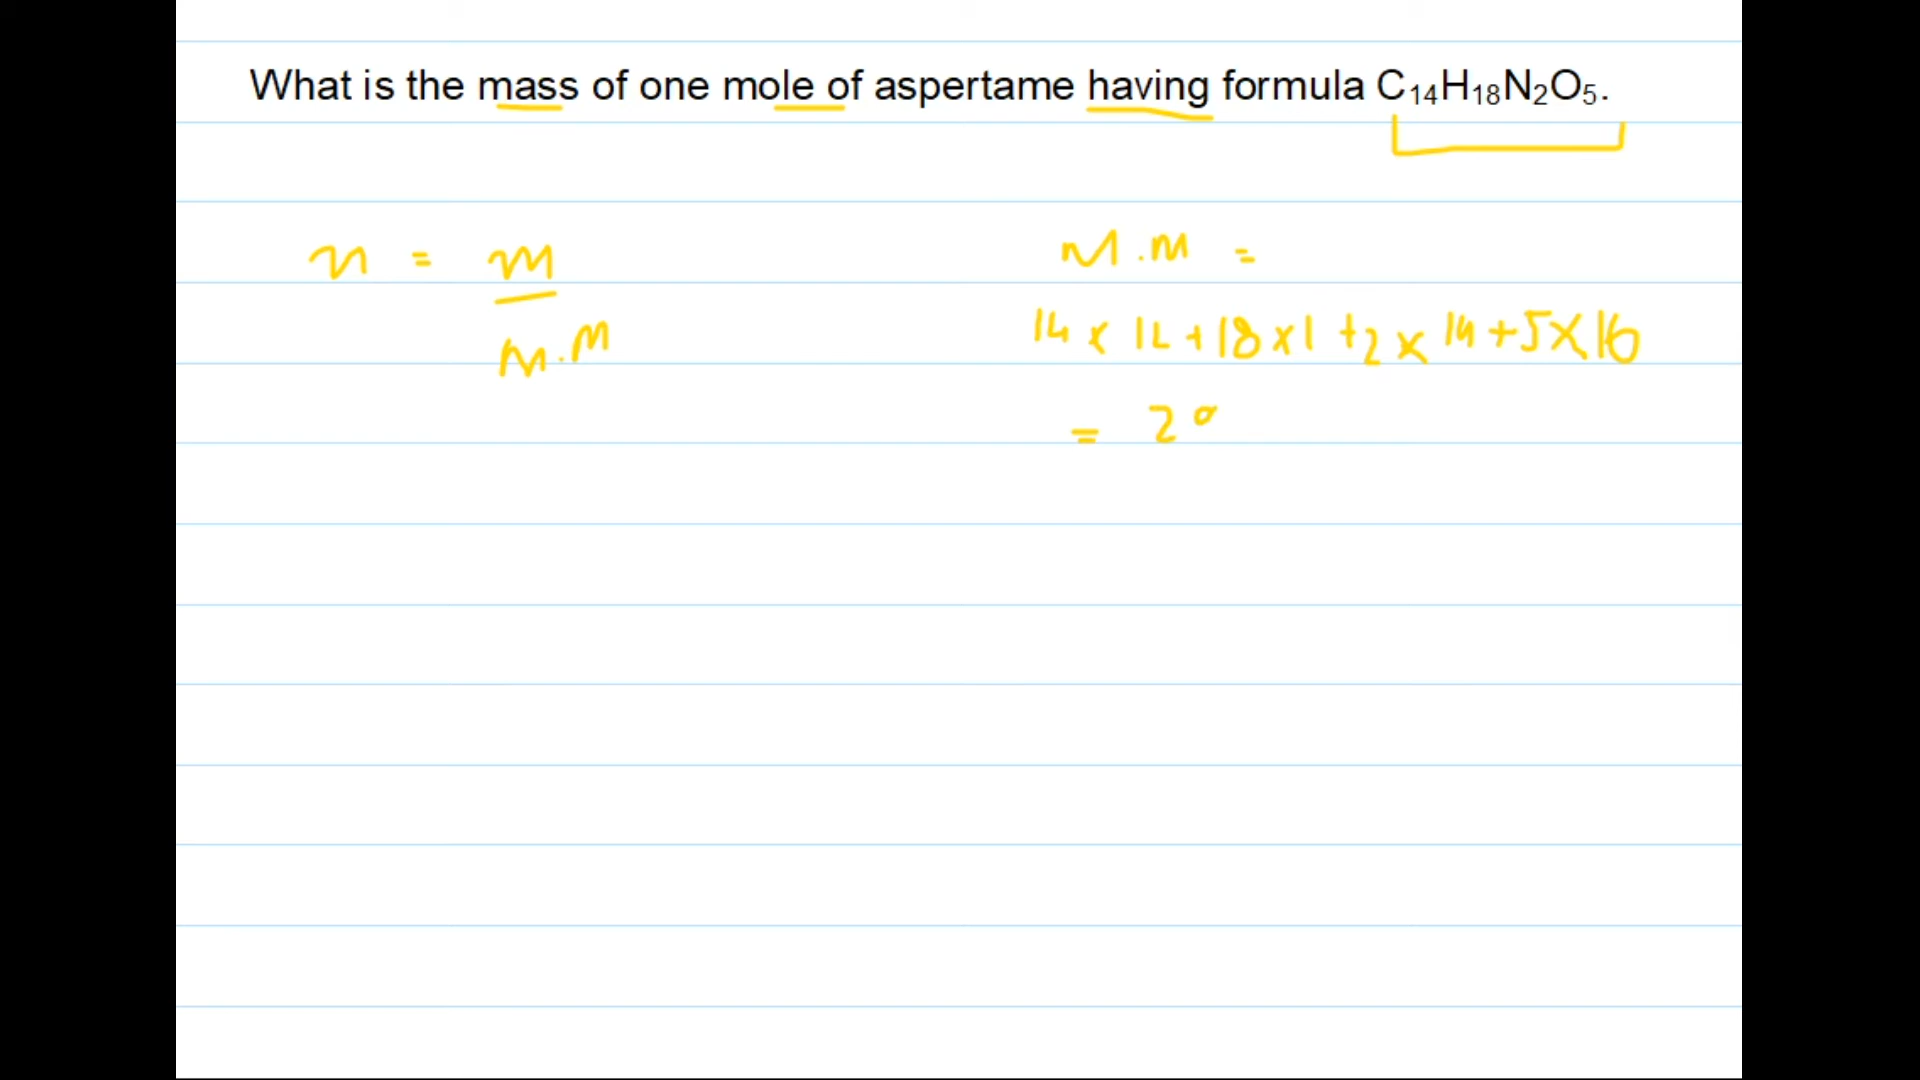 What is the mass of one mole of aspertame having formula C₁₄H₁₈N₂O₅.
n = m
M.M
M.M =
14 x 12 + 18 x 1 + 2 x 14 + 5 x 16
= 2